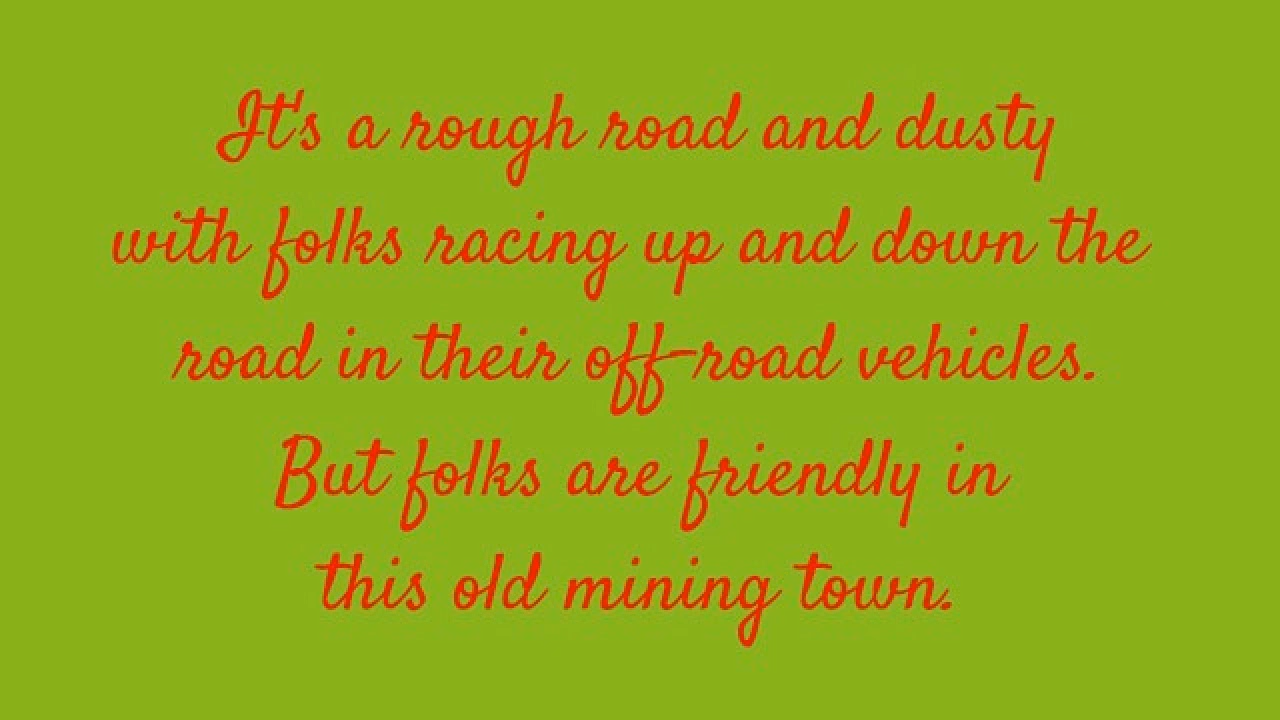 It's a rough road and dusty
with folks racing up and down the
road in their off-road vehicles.
But folks are friendly in
this old mining town.